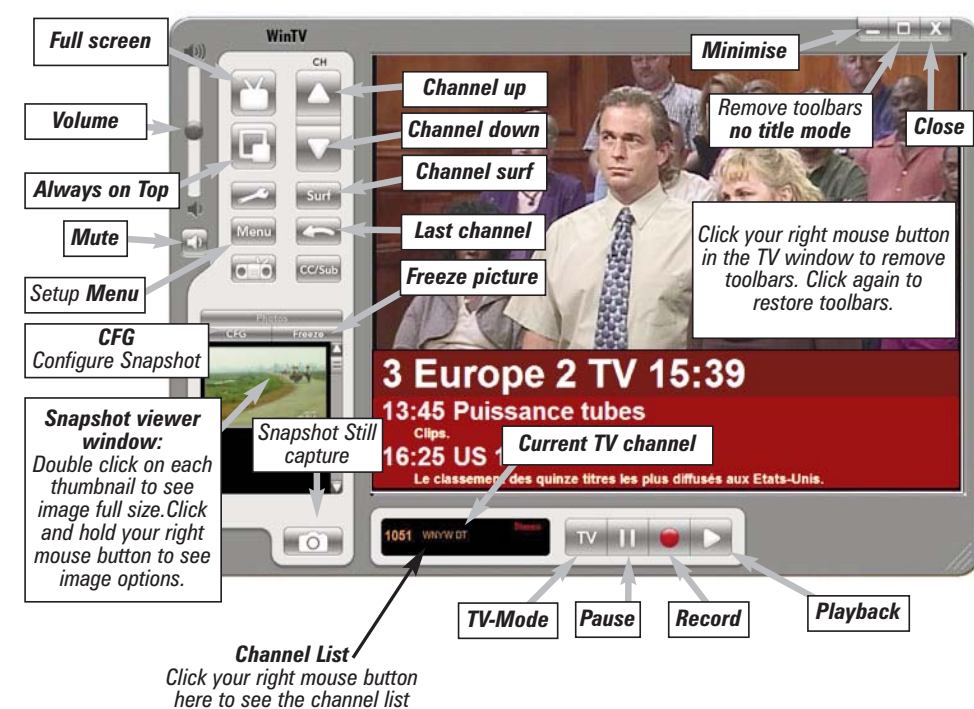 Full screen
WinTV
CH
Minimise
Channel up
Remove toolbars
no title mode
Close
Volume
Channel down
Always on Top
Channel surf
Surf
Mute
Menu
Last channel
Click your right mouse button
in the TV window to remove
toolbars. Click again to
restore toolbars.
Setup Menu
CC/Sub
Freeze picture
Photos
CFG
Freeze
CFG
Configure Snapshot
3 Europe 2 TV 15:39
13:45 Puissance tubes
Clips.
16:25 US 1
Le classement des quinze titres les plus diffusés aux Etats-Unis.
Snapshot viewer
window:
Double click on each
thumbnail to see
image full size.Click
and hold your right
mouse button to see
image options.
Snapshot Still
capture
Current TV channel
1051 WNYW DT
Stereo
TV
TV-Mode
Pause
Record
Playback
Channel List
Click your right mouse button
here to see the channel list